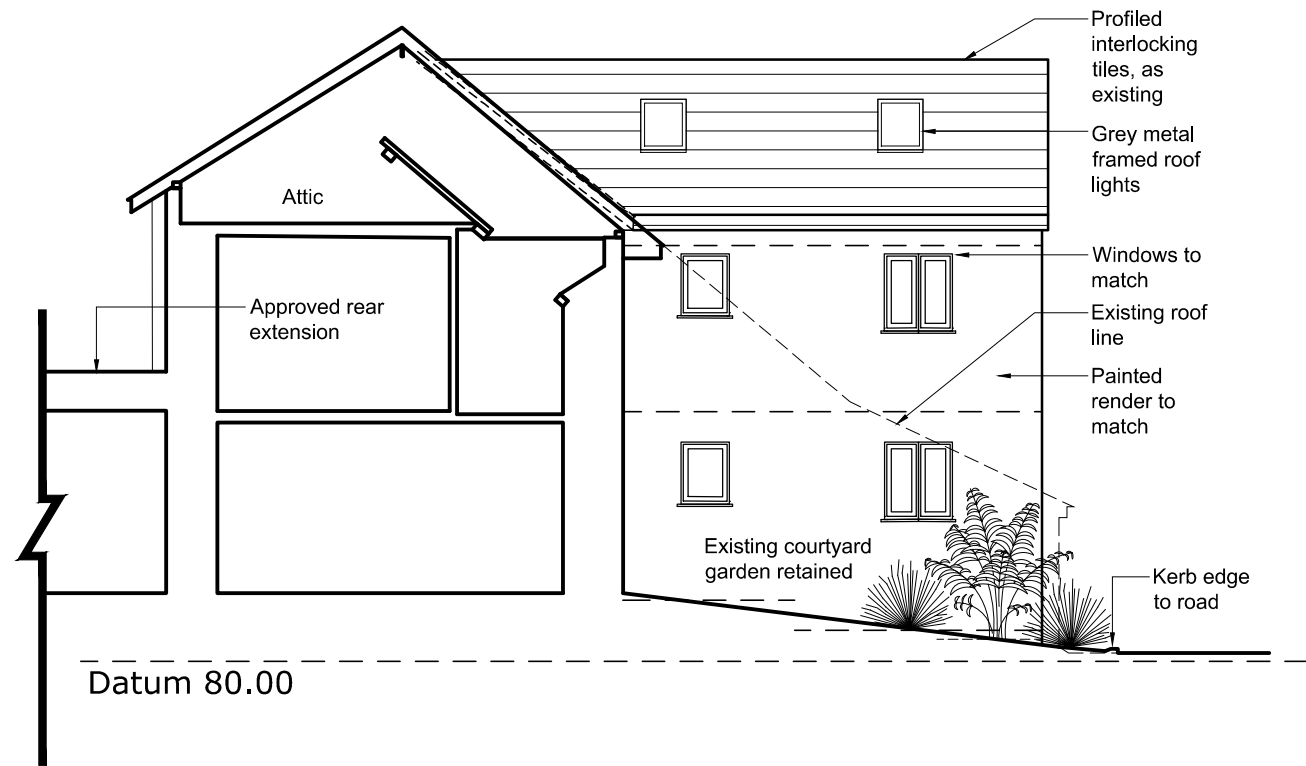 Profiled
interlocking
tiles, as
existing
Grey metal
framed roof
lights
Attic
Windows to
match
Approved rear
extension
Existing roof
line
Painted
render to
match
Existing courtyard
garden retained
Kerb edge
to road
Datum 80.00